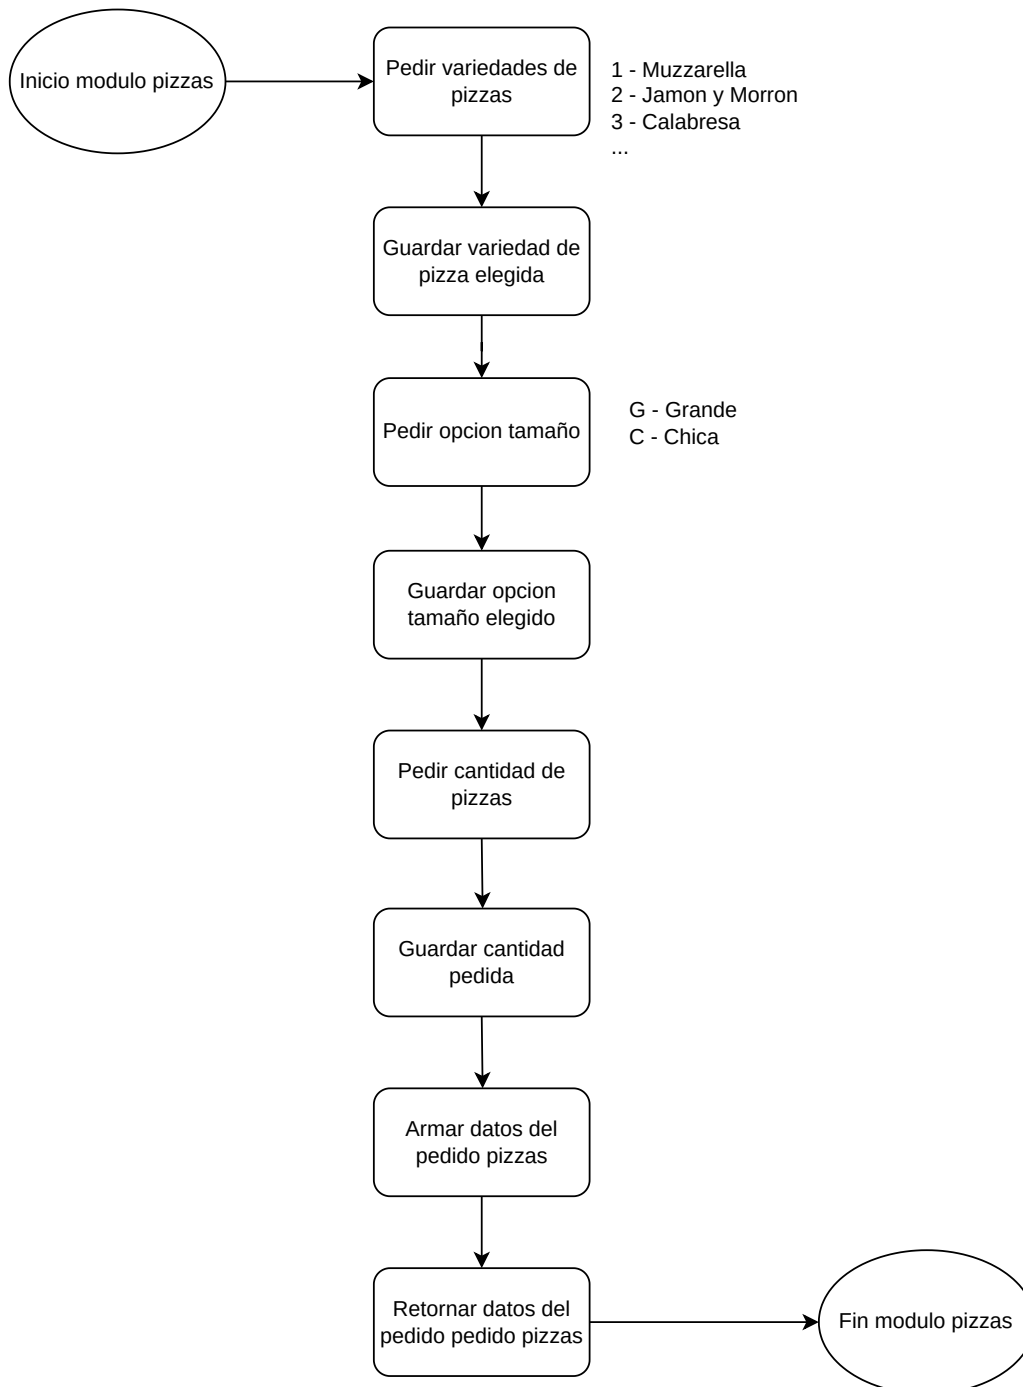 Inicio modulo pizzas
Pedir variedades de
pizzas
1 - Muzzarella
2 - Jamon y Morron
3 - Calabresa
...
Guardar variedad de
pizza elegida
Pedir opcion tamaño
G - Grande
C - Chica
Guardar opcion
tamaño elegido
Pedir cantidad de
pizzas
Guardar cantidad
pedida
Armar datos del
pedido pizzas
Retornar datos del
pedido pedido pizzas
Fin modulo pizzas